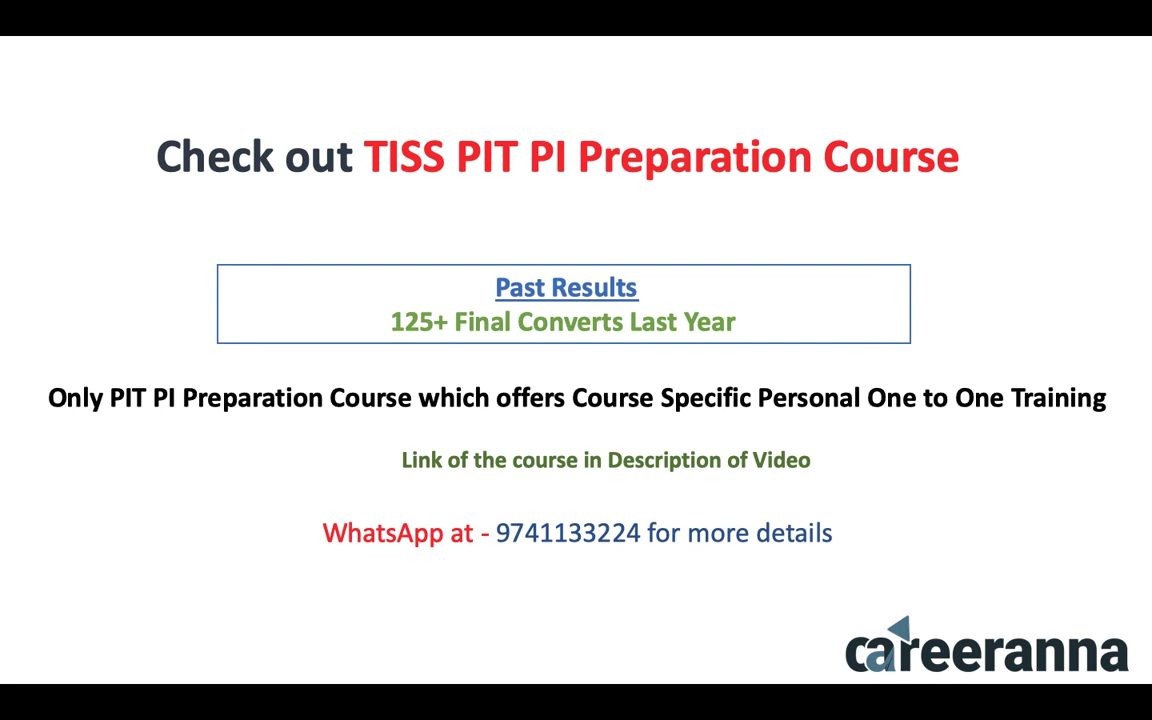 Check out TISS PIT PI Preparation Course
Past Results
125+ Final Converts Last Year
Only PIT PI Preparation Course which offers Course Specific Personal One to One Training
Link of the course in Description of Video
WhatsApp at - 9741133224 for more details
careeranna